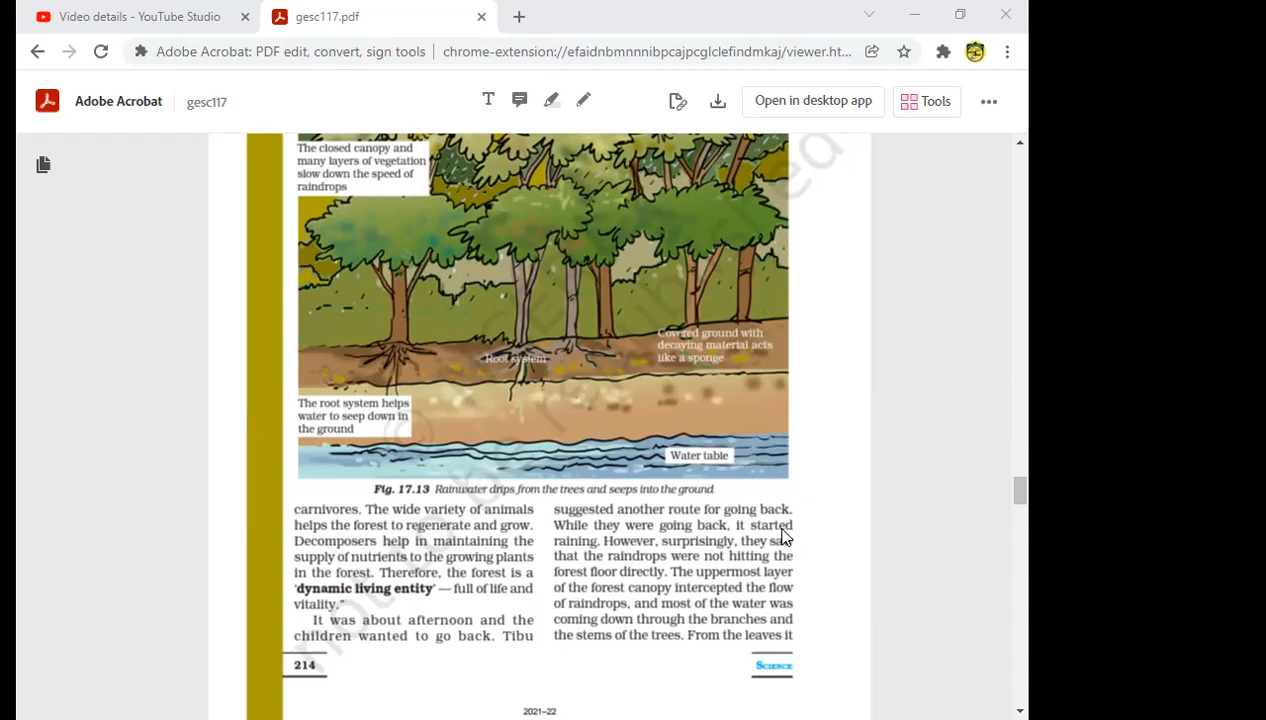 Video details - YouTube Studio
gesc117.pdf
Adobe Acrobat: PDF edit, convert, sign tools
chrome-extension://efaidnbmnnnibpcajpcglclefindmkaj/viewer.ht...
Adobe Acrobat
gesc117
Open in desktop app
Tools
The closed canopy and
many layers of vegetation
slow down the speed of
raindrops
Covered ground with
decaying material acts
like a sponge
Root system
The root system helps
water to seep down in
the ground
Water table
Fig. 17.13 Rainwater drips from the trees and seeps into the ground
carnivores. The wide variety of animals
helps the forest to regenerate and grow.
Decomposers help in maintaining the
supply of nutrients to the growing plants
in the forest. Therefore, the forest is a
'dynamic living entity' — full of life and
vitality."
It was about afternoon and the
children wanted to go back. Tibu
suggested another route for going back.
While they were going back, it started
raining. However, surprisingly, they saw
that the raindrops were not hitting the
forest floor directly. The uppermost layer
of the forest canopy intercepted the flow
of raindrops, and most of the water was
coming down through the branches and
the stems of the trees. From the leaves it
214
SCIENCE
2021–22
not to be